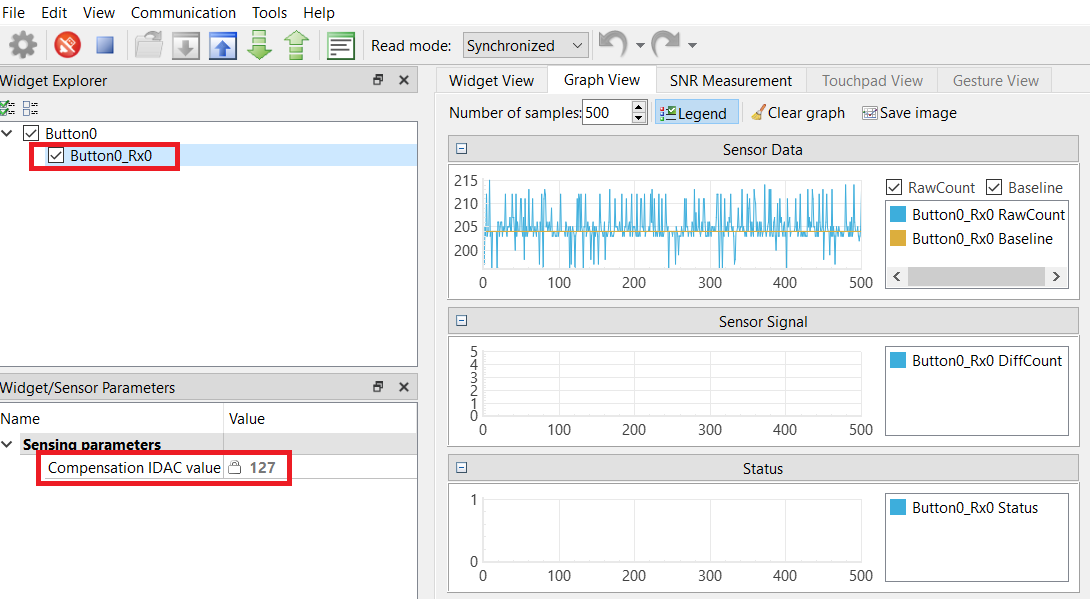 File Edit View Communication Tools Help
Read mode: Synchronized
Widget Explorer
Button0
Button0_Rx0
Widget/Sensor Parameters
Name Value
Sensing parameters
Compensation IDAC value 127
Widget View Graph View SNR Measurement Touchpad View Gesture View
Number of samples: 500 Legend Clear graph Save image
Sensor Data
215
210
205
200
0 100 200 300 400 500
RawCount Baseline
Button0_Rx0 RawCount
Button0_Rx0 Baseline
Sensor Signal
5
4
3
2
1
0
0 100 200 300 400 500
Button0_Rx0 DiffCount
Status
1
0
0 100 200 300 400 500
Button0_Rx0 Status